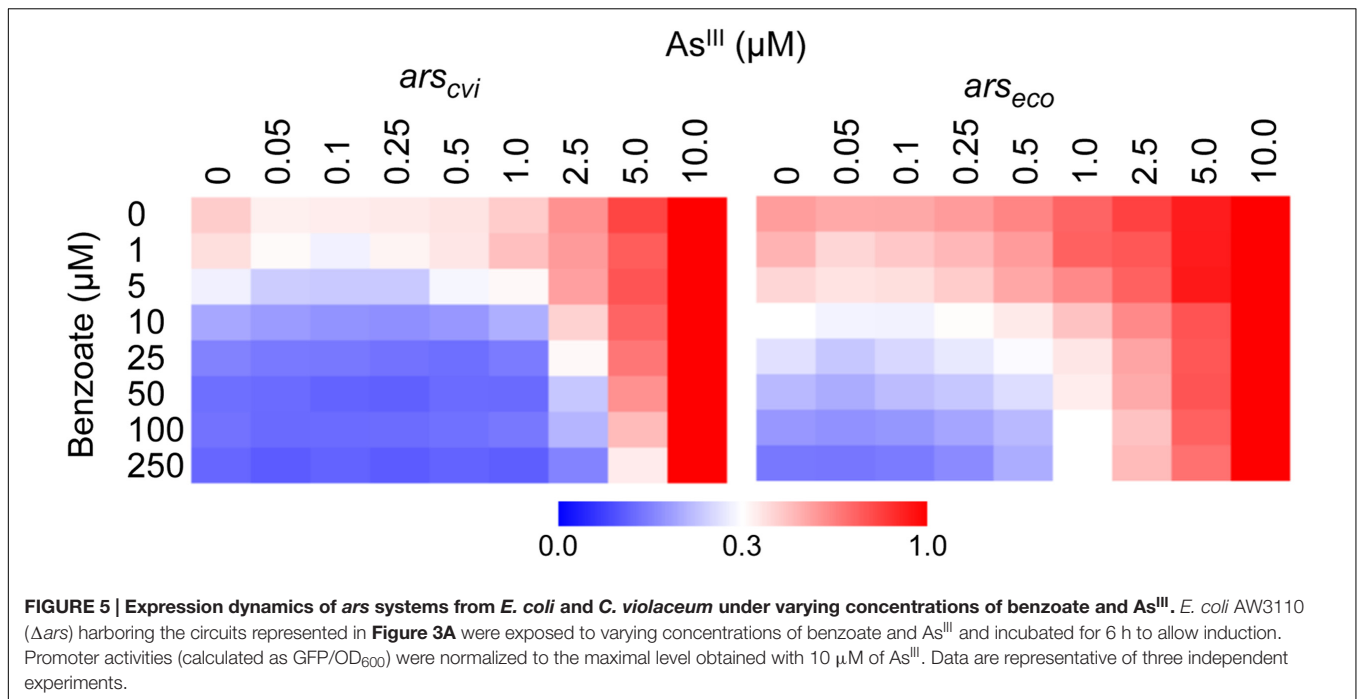 As^III (µM)
ars_cvi ars_eco
0 0.05 0.1 0.25 0.5 1.0 2.5 5.0 10.0 0 0.05 0.1 0.25 0.5 1.0 2.5 5.0 10.0
Benzoate (µM)
0
1
5
10
25
50
100
250
0.0 0.3 1.0
FIGURE 5 | Expression dynamics of ars systems from E. coli and C. violaceum under varying concentrations of benzoate and As^III. E. coli AW3110
(Δars) harboring the circuits represented in Figure 3A were exposed to varying concentrations of benzoate and As^III and incubated for 6 h to allow induction.
Promoter activities (calculated as GFP/OD_600) were normalized to the maximal level obtained with 10 µM of As^III. Data are representative of three independent
experiments.